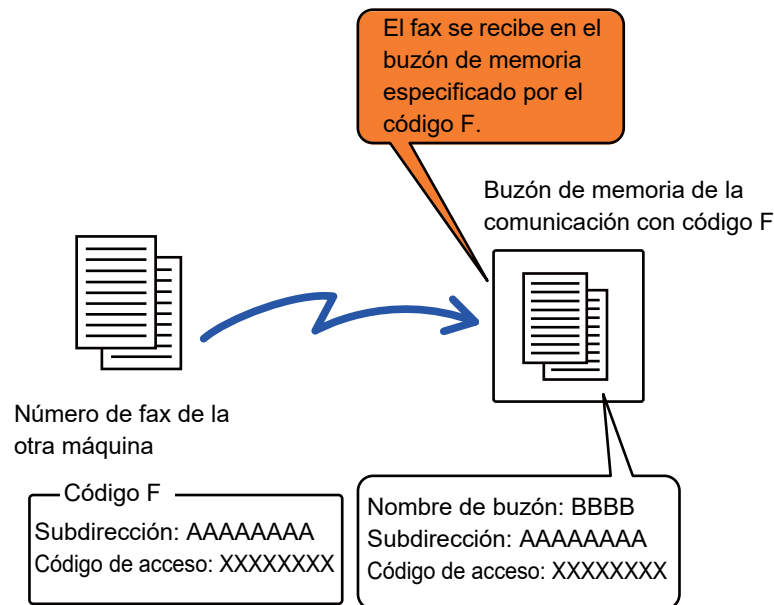 El fax se recibe en el
buzón de memoria
especificado por el
código F.
Buzón de memoria de la
comunicación con código F
Número de fax de la
otra máquina
Código F
Subdirección: AAAAAAAA
Código de acceso: XXXXXXXX
Nombre de buzón: BBBB
Subdirección: AAAAAAAA
Código de acceso: XXXXXXXX